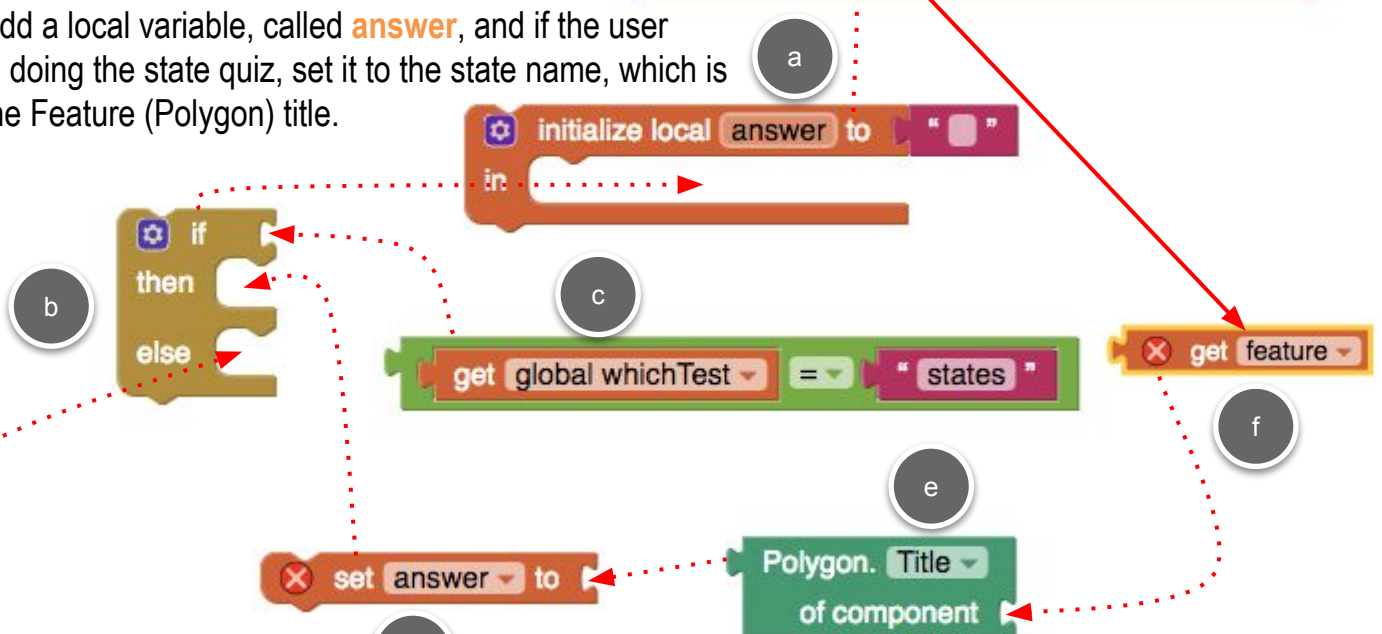 dd a local variable, called answer, and if the user
doing the state quiz, set it to the state name, which is
ne Feature (Polygon) title.
a
initialize local answer to " "
in
if
then
else
b
c
get global whichTest = " states "
get feature
f
e
set answer to
Polygon. Title
of component